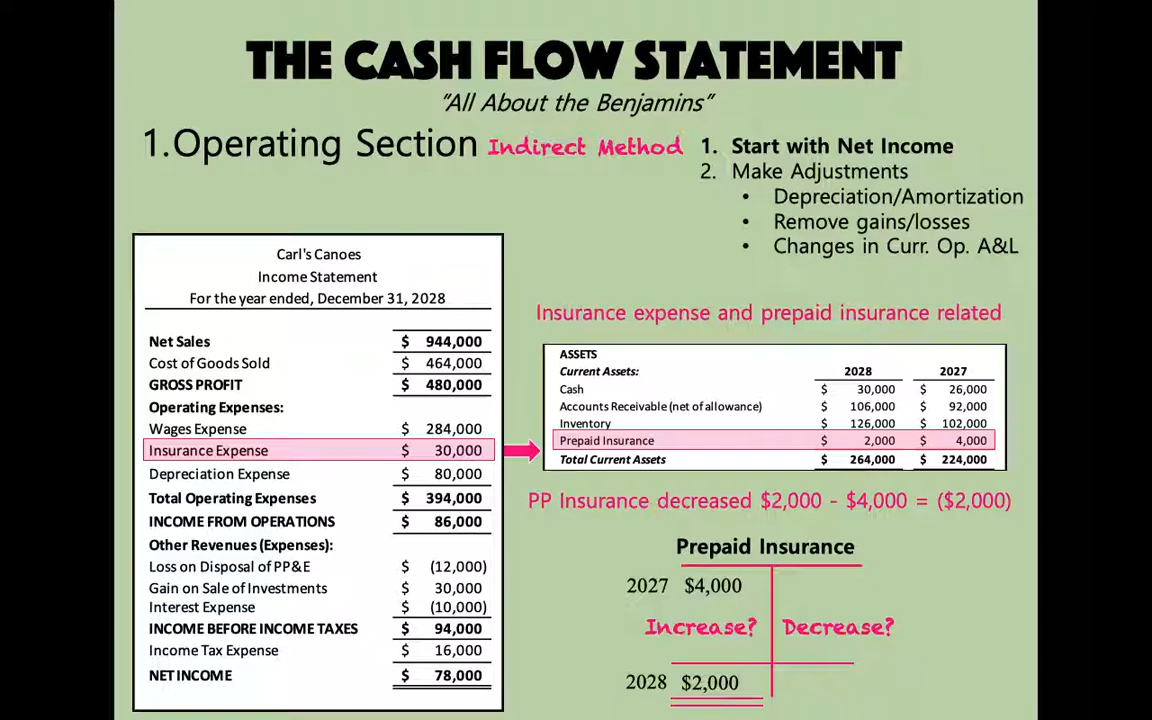 THE CASH FLOW STATEMENT
"All About the Benjamins"
1.Operating Section Indirect Method
1. Start with Net Income
2. Make Adjustments
• Depreciation/Amortization
• Remove gains/losses
• Changes in Curr. Op. A&L
Carl's Canoes
Income Statement
For the year ended, December 31, 2028
Net Sales $ 944,000
Cost of Goods Sold $ 464,000
GROSS PROFIT $ 480,000
Operating Expenses:
Wages Expense $ 284,000
Insurance Expense $ 30,000
Depreciation Expense $ 80,000
Total Operating Expenses $ 394,000
INCOME FROM OPERATIONS $ 86,000
Other Revenues (Expenses):
Loss on Disposal of PP&E $ (12,000)
Gain on Sale of Investments $ 30,000
Interest Expense $ (10,000)
INCOME BEFORE INCOME TAXES $ 94,000
Income Tax Expense $ 16,000
NET INCOME $ 78,000
Insurance expense and prepaid insurance related
ASSETS
Current Assets: 2028 2027
Cash $ 30,000 $ 26,000
Accounts Receivable (net of allowance) $ 106,000 $ 92,000
Inventory $ 126,000 $ 102,000
Prepaid Insurance $ 2,000 $ 4,000
Total Current Assets $ 264,000 $ 224,000
PP Insurance decreased $2,000 - $4,000 = ($2,000)
Prepaid Insurance
2027 $4,000
Increase? Decrease?
2028 $2,000